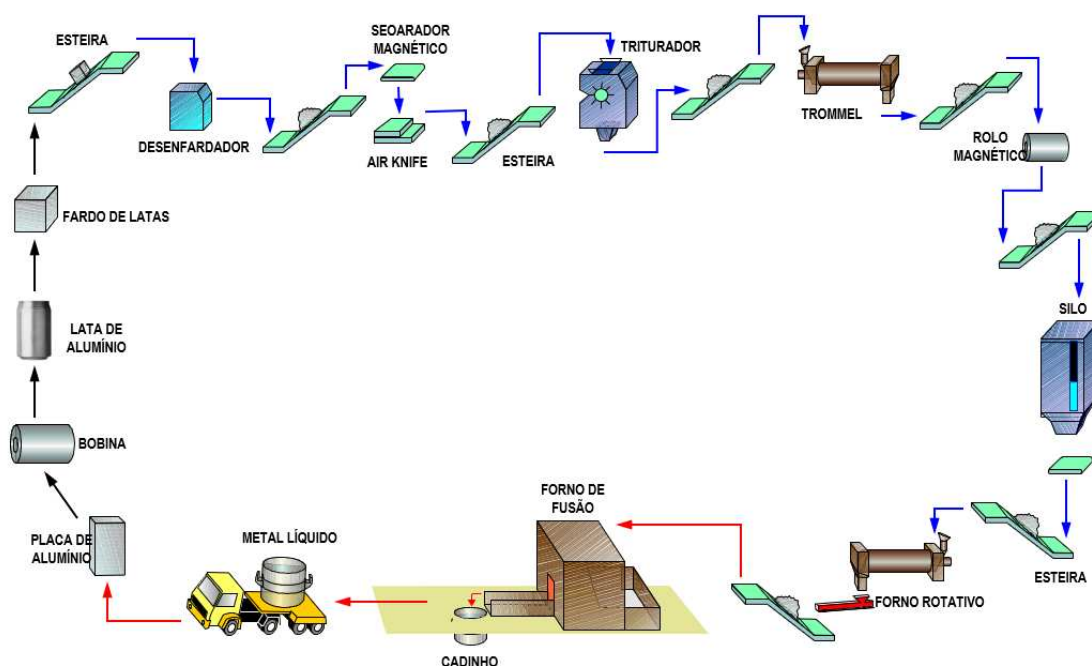 ESTEIRA
DESENFARDADOR
SEOARADOR
MAGNÉTICO
AIR KNIFE
ESTEIRA
TRITURADOR
TROMMEL
ROLO
MAGNÉTICO
SILO
ESTEIRA
FORNO ROTATIVO
FORNO DE
FUSÃO
CADINHO
METAL LÍQUIDO
PLACA DE
ALUMÍNIO
BOBINA
LATA DE
ALUMÍNIO
FARDO DE LATAS